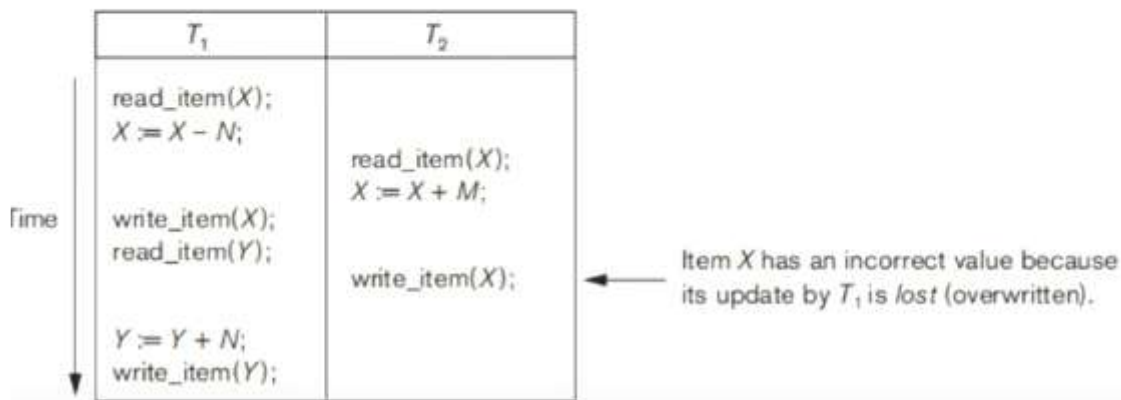 T₁ T₂
read_item(X);
X := X – N;
read_item(X);
X := X + M;
Time
write_item(X);
read_item(Y);
write_item(X);
Item X has an incorrect value because
its update by T₁ is lost (overwritten).
Y := Y + N;
write_item(Y);